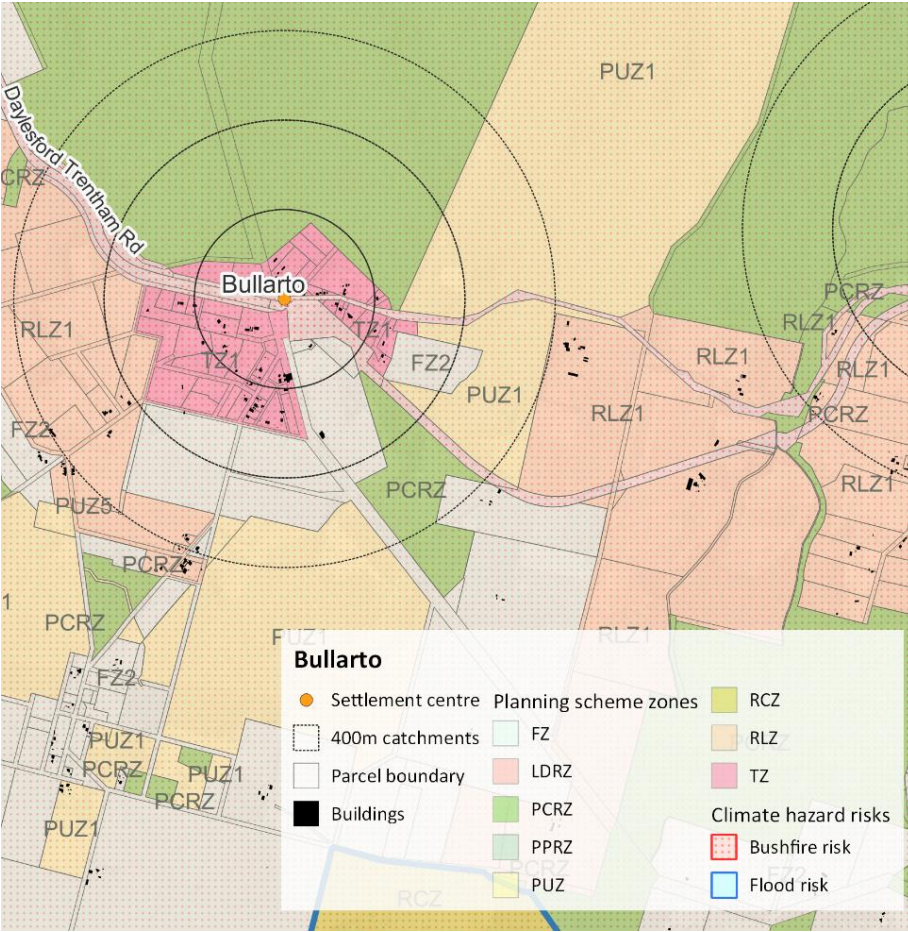 PUZ1
Daylesford Trentham Rd
CRZ
Bullarto
PCRZ
RLZ1
RLZ1
TZ1
TZ1
FZ2
RLZ1
RLZ1
PUZ1
RLZ1
PCRZ
FZ2
PCRZ
RLZ1
PUZ5
PCRZ
1
PCRZ
PUZ1
RLZ1
FZ2
PUZ1
PCRZ
PUZ1
PCRZ
PUZ1
Bullarto
Settlement centre
400m catchments
Parcel boundary
Buildings
Planning scheme zones
FZ
LDRZ
PCRZ
PPRZ
PUZ
RCZ
RLZ
TZ
Climate hazard risks
Bushfire risk
Flood risk
PCRZ
FZ2
RCZ